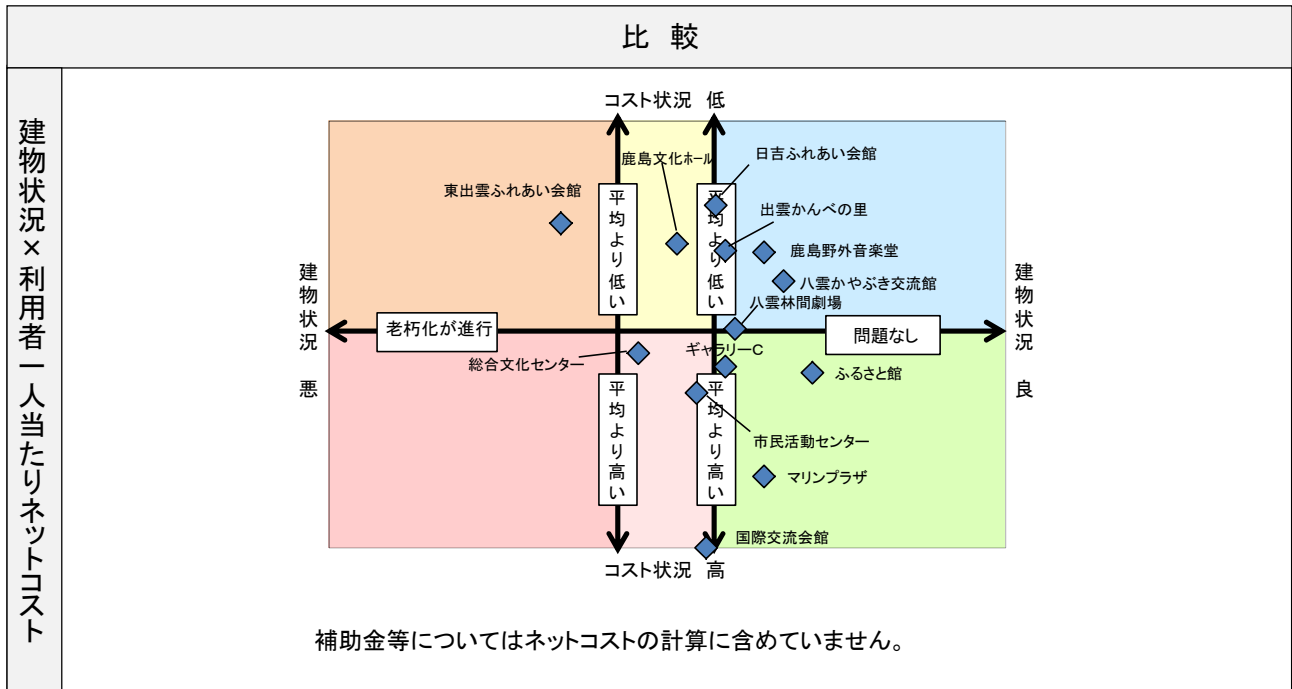 比 較
建物状況×利用者一人当たりネットコスト
コスト状況 低
鹿島文化ホール
日吉ふれあい会館
東出雲ふれあい会館
平均より低い
平均より低い
出雲かんべの里
鹿島野外音楽堂
八雲かやぶき交流館
八雲林間劇場
建物状況 悪
老朽化が進行
問題なし
建物状況 良
総合文化センター
ギャラリーC
ふるさと館
平均より高い
平均より高い
市民活動センター
マリンプラザ
国際交流会館
コスト状況 高
補助金等についてはネットコストの計算に含めていません。